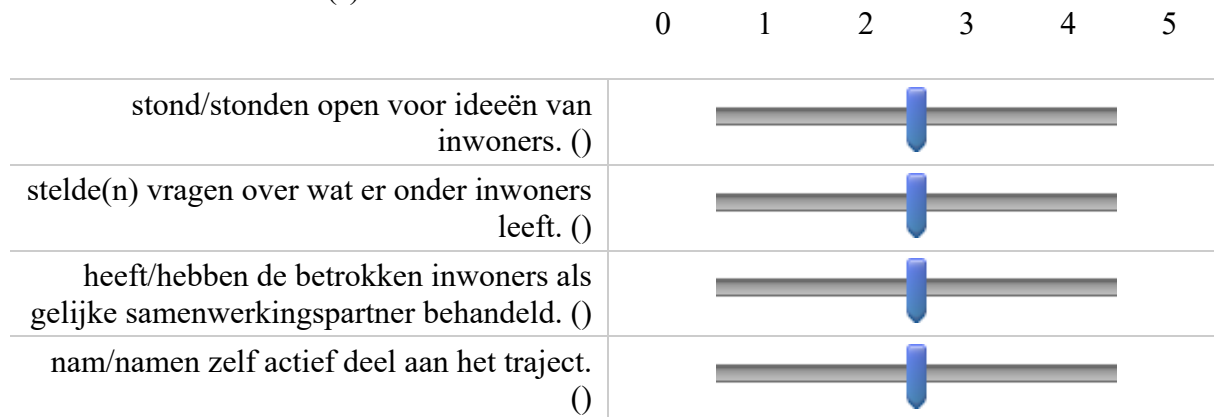 0 1 2 3 4 5
stond/stonden open voor ideeën van
inwoners. ()
stelde(n) vragen over wat er onder inwoners
leeft. ()
heeft/hebben de betrokken inwoners als
gelijke samenwerkingspartner behandeld. ()
nam/namen zelf actief deel aan het traject.
()